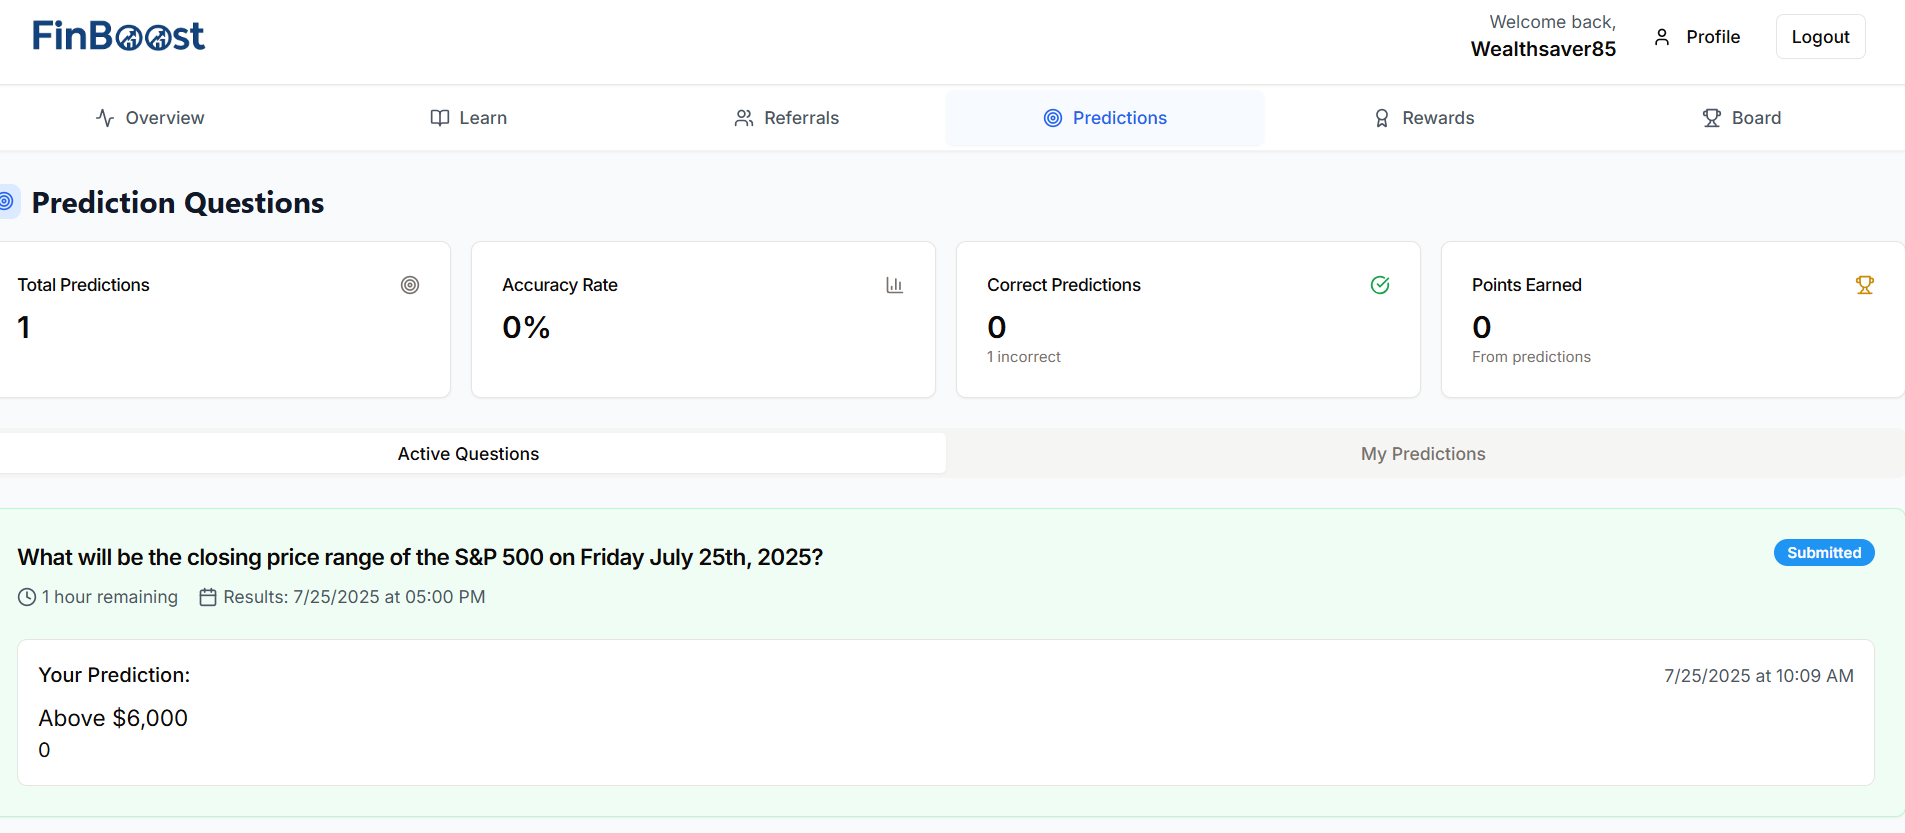 FinBoost
Welcome back,
Wealthsaver85
Profile
Logout
Overview
Learn
Referrals
Predictions
Rewards
Board
Prediction Questions
Total Predictions
1
Accuracy Rate
0%
Correct Predictions
0
1 incorrect
Points Earned
0
From predictions
Active Questions
My Predictions
What will be the closing price range of the S&P 500 on Friday July 25th, 2025?
Submitted
1 hour remaining
Results: 7/25/2025 at 05:00 PM
Your Prediction:
7/25/2025 at 10:09 AM
Above $6,000
0